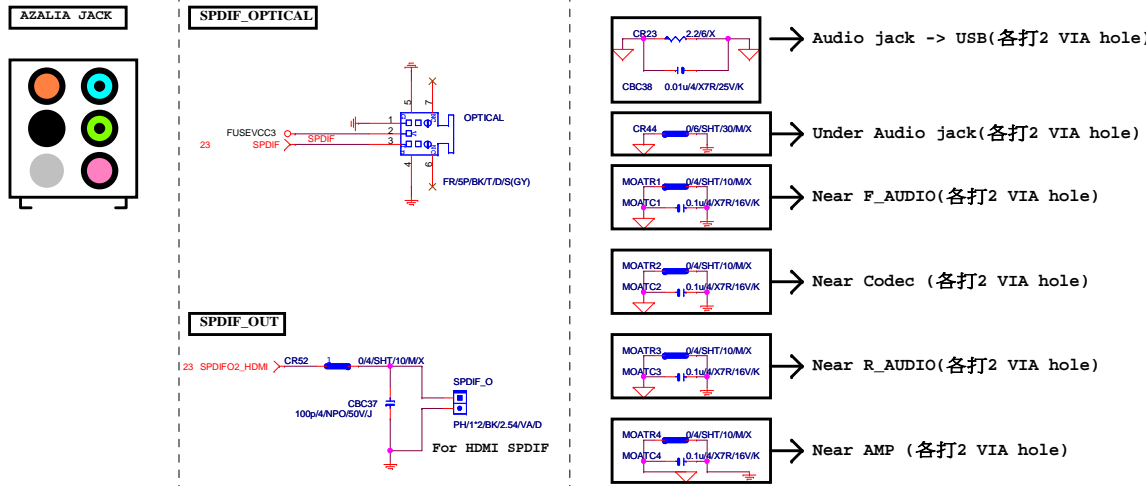 AZALIA JACK
SPDIF_OPTICAL
5
7
1
2
3
4
6
OPTICAL
FUSEVCC3
23
SPDIF
SPDIF
FR/5P/BK/T/D/S(GY)
SPDIF_OUT
23 SPDIFO2_HDMI
CR52
1
0/4/SHT/10/M/X
CBC37
100p/4/NPO/50V/J
SPDIF_O
PH/1*2/BK/2.54/VA/D
For HDMI SPDIF
CR23 2.2/6/X
CBC38 0.01u/4/X7R/25V/K
Audio jack -> USB(各打2 VIA hole)
CR44 0/6/SHT/30/M/X
Under Audio jack(各打2 VIA hole)
MOATR1 0/4/SHT/10/M/X
MOATC1 0.1u/4/X7R/16V/K
Near F_AUDIO(各打2 VIA hole)
MOATR2 0/4/SHT/10/M/X
MOATC2 0.1u/4/X7R/16V/K
Near Codec (各打2 VIA hole)
MOATR3 0/4/SHT/10/M/X
MOATC3 0.1u/4/X7R/16V/K
Near R_AUDIO(各打2 VIA hole)
MOATR4 0/4/SHT/10/M/X
MOATC4 0.1u/4/X7R/16V/K
Near AMP (各打2 VIA hole)